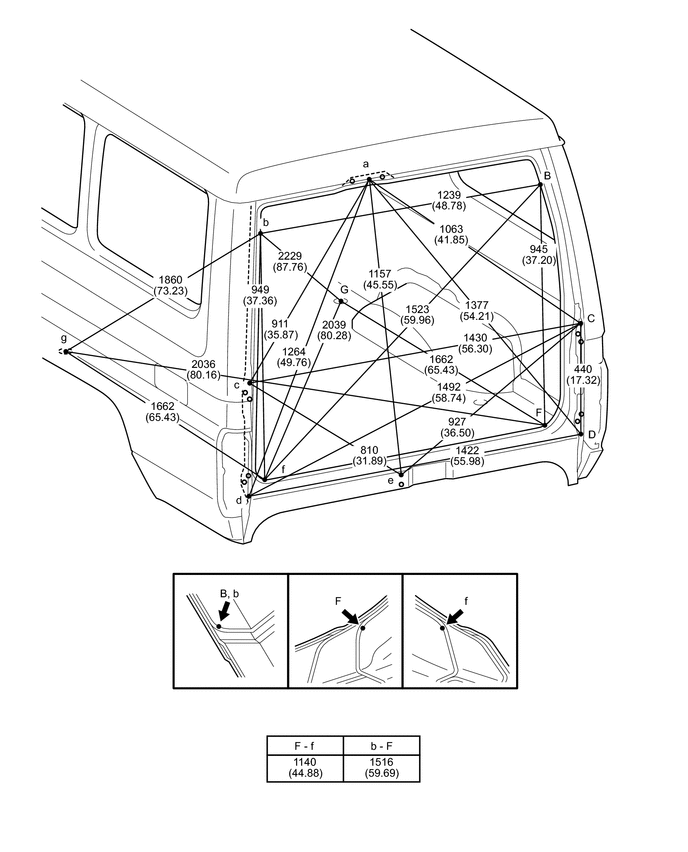 a
B
1239
(48.78)
b
1063
(41.85)
2229
(87.76)
945
(37.20)
1860
(73.23)
949
(37.36)
G
1157
(45.55)
1523
(59.96)
1377
(54.21)
C
911
(35.87)
2039
(80.28)
g
1264
(49.76)
1430
(56.30)
1662
(65.43)
2036
(80.16)
c
440
(17.32)
1492
(58.74)
1662
(65.43)
F
927
(36.50)
D
810
(31.89)
1422
(55.98)
f
e
d
B, b
F
f
F - f
b - F
1140
(44.88)
1516
(59.69)